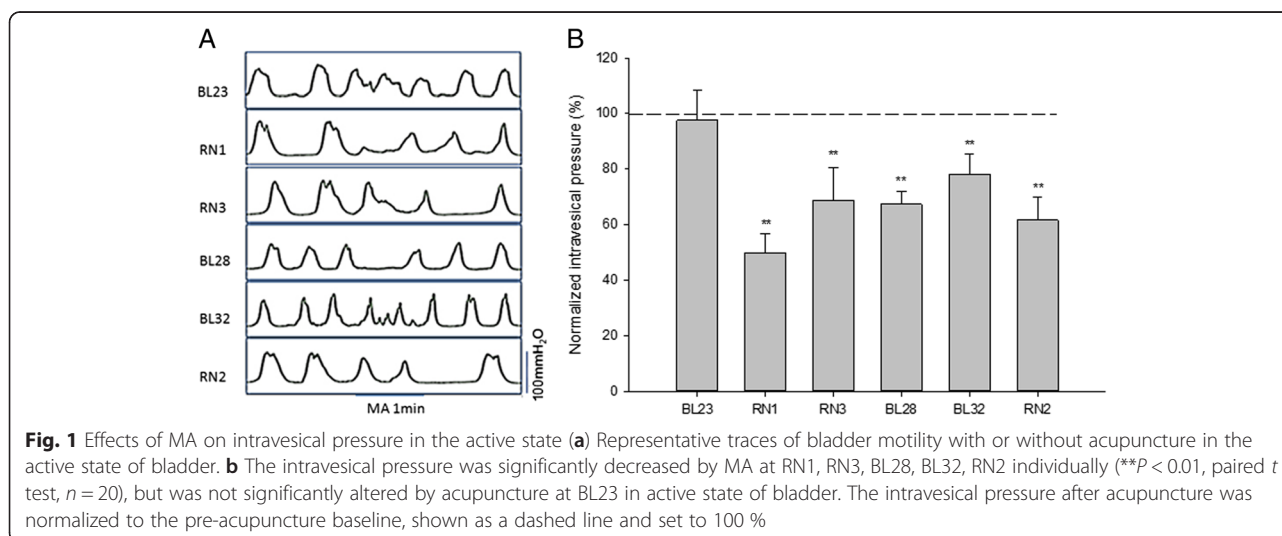 A
BL23
RN1
RN3
BL28
BL32
RN2
MA 1min
100mmH₂O
B
Normalized intravesical pressure (%)
120
100
80
60
40
20
0
**
**
**
**
**
BL23 RN1 RN3 BL28 BL32 RN2
Fig. 1 Effects of MA on intravesical pressure in the active state (a) Representative traces of bladder motility with or without acupuncture in the
active state of bladder. b The intravesical pressure was significantly decreased by MA at RN1, RN3, BL28, BL32, RN2 individually (**P < 0.01, paired t
test, n = 20), but was not significantly altered by acupuncture at BL23 in active state of bladder. The intravesical pressure after acupuncture was
normalized to the pre-acupuncture baseline, shown as a dashed line and set to 100 %